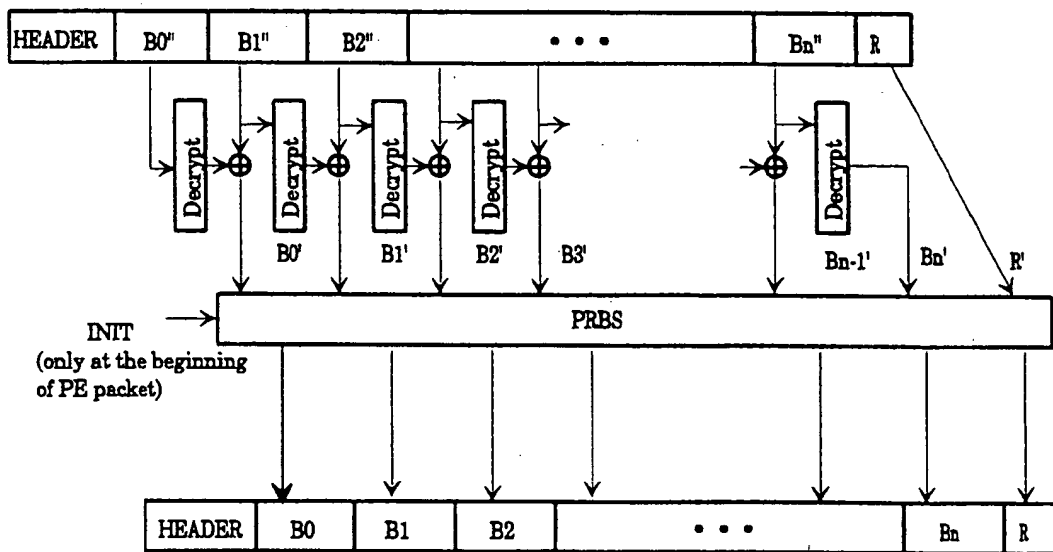 HEADER B0" B1" B2" • • • Bn" R
Decrypt Decrypt Decrypt Decrypt Decrypt
B0' B1' B2' B3' Bn-1' Bn' R'
PRBS
INIT
(only at the beginning
of PE packet)
HEADER B0 B1 B2 • • • Bn R